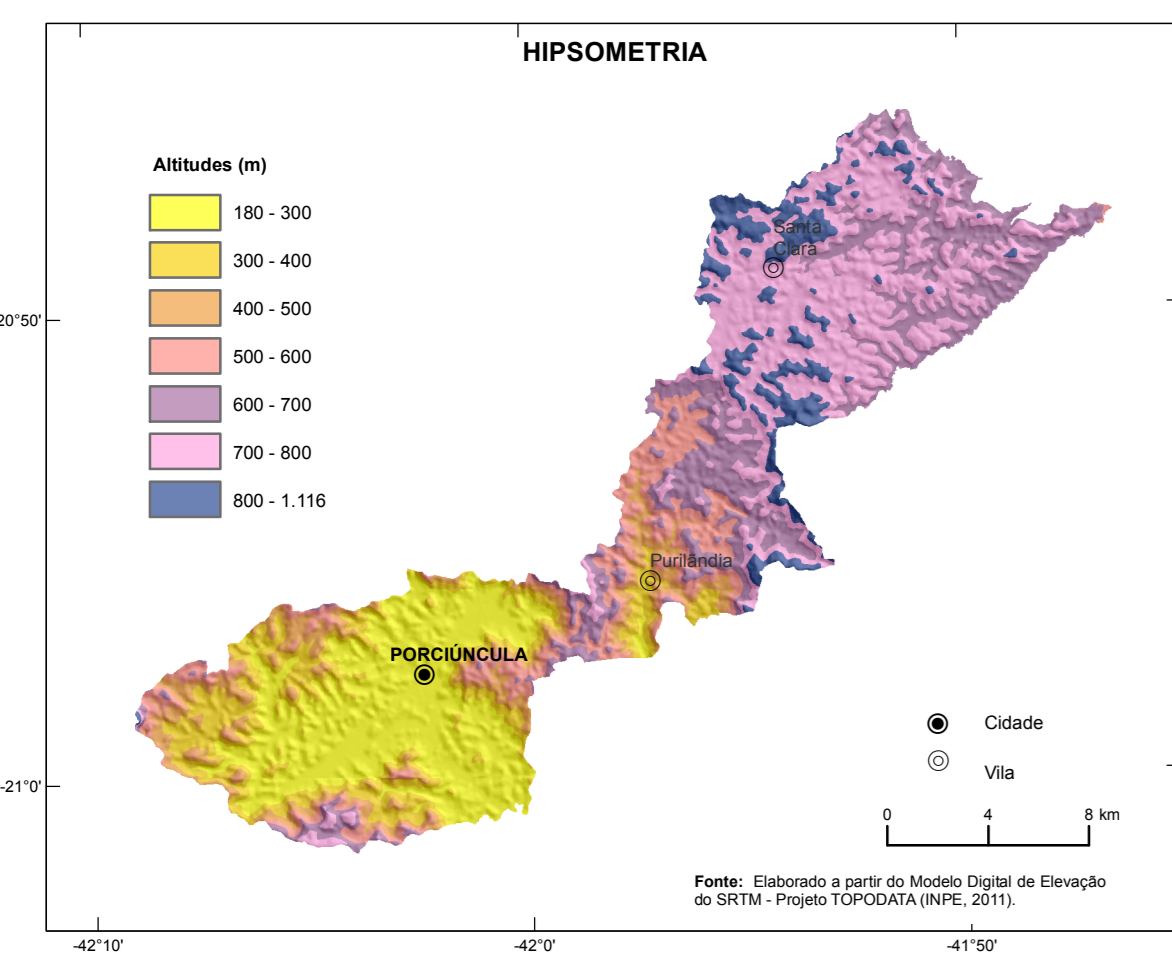 HIPSOMETRIA
Altitudes (m)
180 - 300
300 - 400
400 - 500
500 - 600
600 - 700
700 - 800
800 - 1.116
Santa
Clara
20°50'
Purilândia
PORCIÚNCULA
Cidade
Vila
-21°0'
0 4 8 km
Fonte: Elaborado a partir do Modelo Digital de Elevação
do SRTM - Projeto TOPODATA (INPE, 2011).
-42°10' -42°0' -41°50'